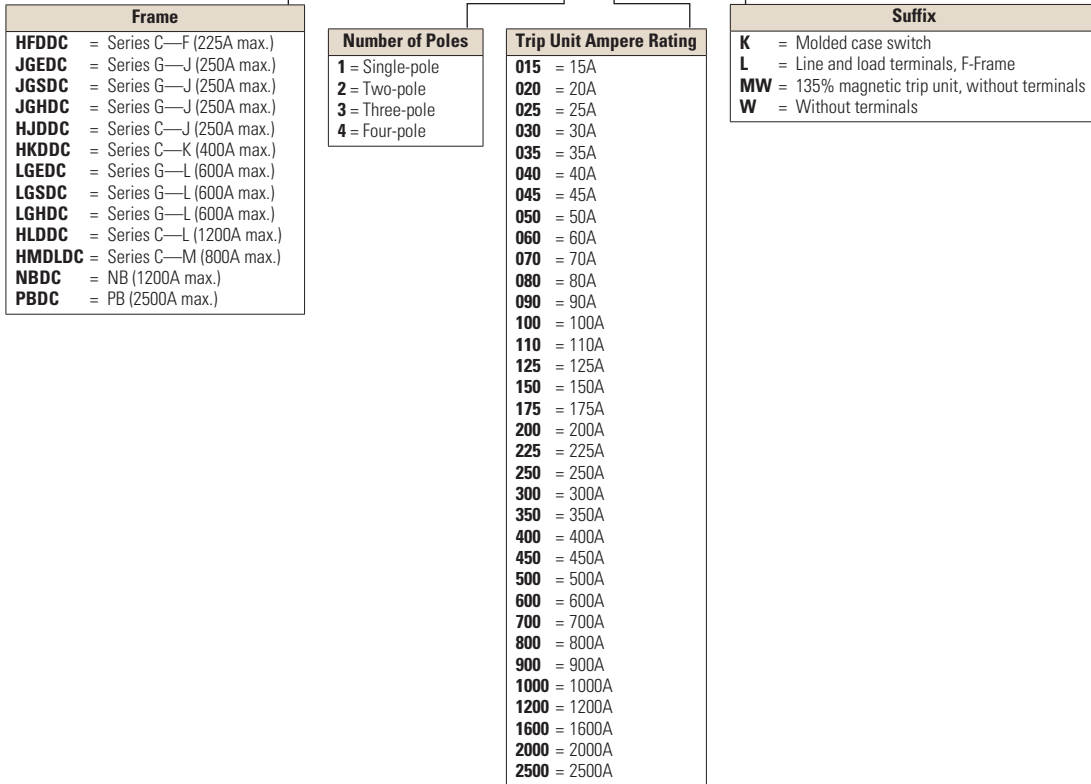 Frame
HFDDC = Series C—F (225A max.)
JGEDC = Series G—J (250A max.)
JGSDC = Series G—J (250A max.)
JGHDC = Series G—J (250A max.)
HJDDC = Series C—J (250A max.)
HKDDC = Series C—K (400A max.)
LGEDC = Series G—L (600A max.)
LGSDC = Series G—L (600A max.)
LGHDC = Series G—L (600A max.)
HLDDC = Series C—L (1200A max.)
HMDLDC = Series C—M (800A max.)
NBDC = NB (1200A max.)
PBDC = PB (2500A max.)
Number of Poles
1 = Single-pole
2 = Two-pole
3 = Three-pole
4 = Four-pole
Trip Unit Ampere Rating
015 = 15A
020 = 20A
025 = 25A
030 = 30A
035 = 35A
040 = 40A
045 = 45A
050 = 50A
060 = 60A
070 = 70A
080 = 80A
090 = 90A
100 = 100A
110 = 110A
125 = 125A
150 = 150A
175 = 175A
200 = 200A
225 = 225A
250 = 250A
300 = 300A
350 = 350A
400 = 400A
450 = 450A
500 = 500A
600 = 600A
700 = 700A
800 = 800A
900 = 900A
1000 = 1000A
1200 = 1200A
1600 = 1600A
2000 = 2000A
2500 = 2500A
Suffix
K = Molded case switch
L = Line and load terminals, F-Frame
MW = 135% magnetic trip unit, without terminals
W = Without terminals